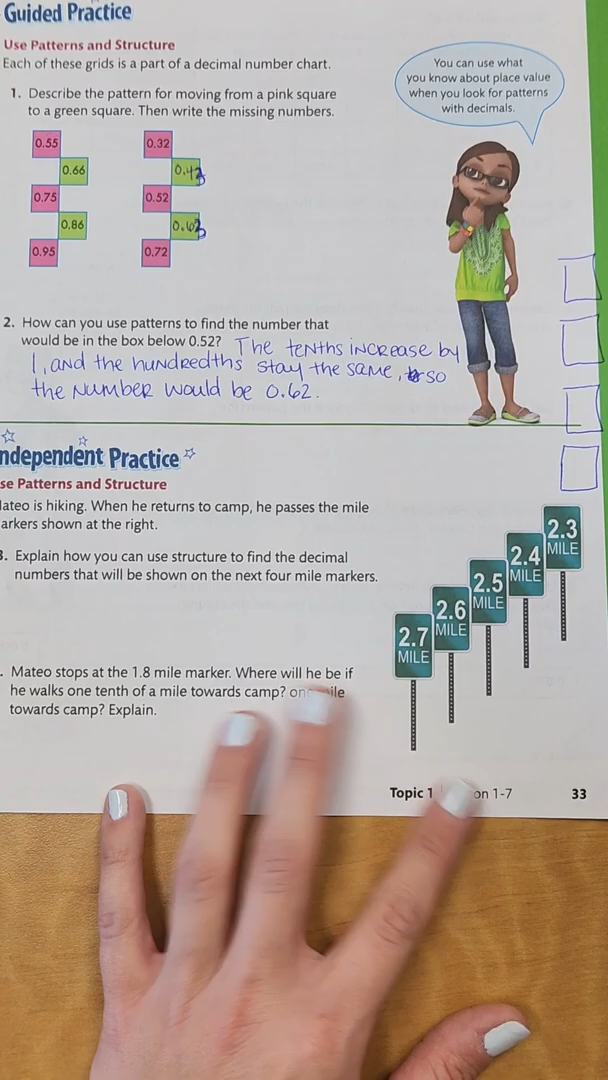 Guided Practice
Use Patterns and Structure
Each of these grids is a part of a decimal number chart.
1. Describe the pattern for moving from a pink square
to a green square. Then write the missing numbers.
You can use what
you know about place value
when you look for patterns
with decimals.
0.55
0.66
0.75
0.86
0.95
0.32
0.43
0.52
0.63
0.72
2. How can you use patterns to find the number that
would be in the box below 0.52? The tenths increase by
1, and the hundredths stay the same, so
the number would be 0.62.
ndependent Practice
se Patterns and Structure
ateo is hiking. When he returns to camp, he passes the mile
arkers shown at the right.
3. Explain how you can use structure to find the decimal
numbers that will be shown on the next four mile markers.
2.3
MILE
2.4
MILE
2.5
MILE
2.6
MILE
2.7
MILE
. Mateo stops at the 1.8 mile marker. Where will he be if
he walks one tenth of a mile towards camp?
towards camp? Explain.
Topic 1 on 1-7 33